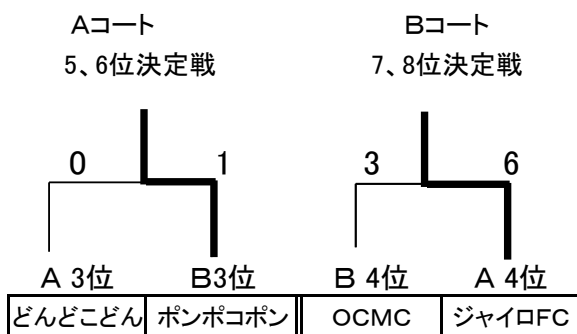 Aコート
5、6位決定戦
0 1
A 3位 B3位
どんどこどん ポンポコポン
Bコート
7、8位決定戦
3 6
B 4位 A 4位
OCMC ジャイロFC